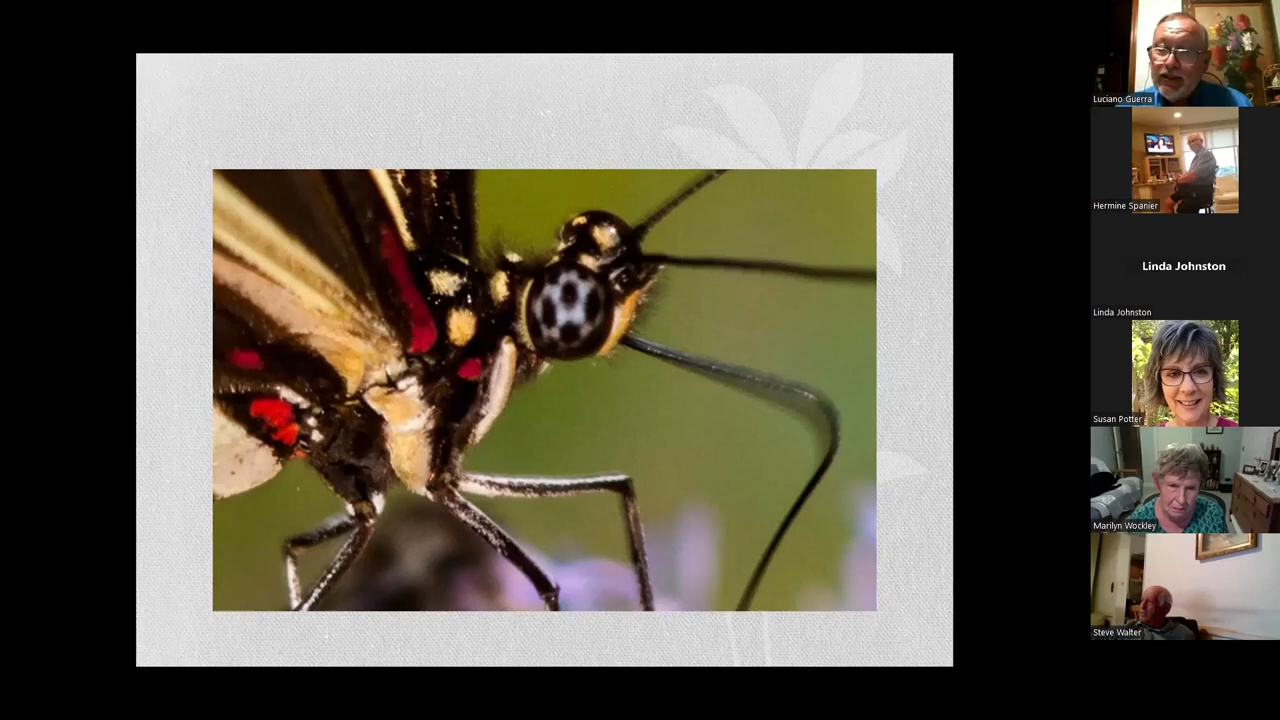 Luciano Guerra
Hermine Spanier
Linda Johnston
Linda Johnston
Susan Potter
Marilyn Wockley
Steve Walter